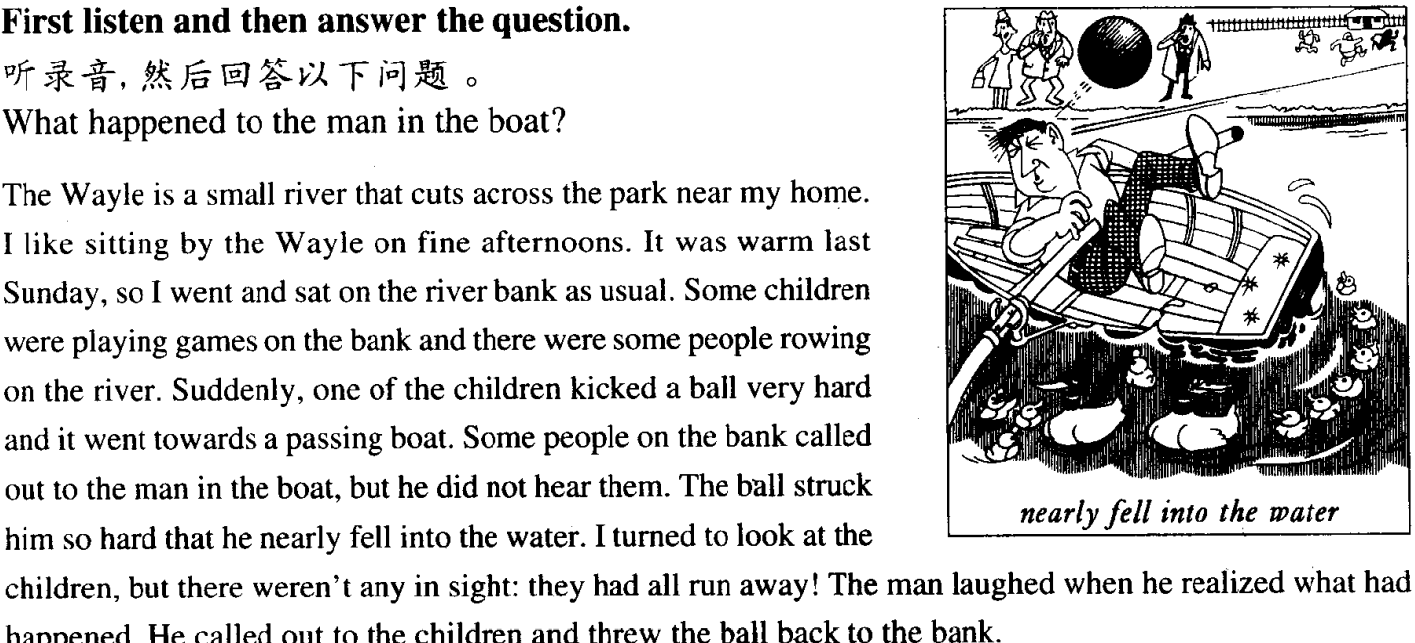 First listen and then answer the question.
听录音，然后回答以下问题。
What happened to the man in the boat?
The Wayle is a small river that cuts across the park near my home.
I like sitting by the Wayle on fine afternoons. It was warm last
Sunday, so I went and sat on the river bank as usual. Some children
were playing games on the bank and there were some people rowing
on the river. Suddenly, one of the children kicked a ball very hard
and it went towards a passing boat. Some people on the bank called
out to the man in the boat, but he did not hear them. The ball struck
him so hard that he nearly fell into the water. I turned to look at the
children, but there weren't any in sight: they had all run away! The man laughed when he realized what had
happened. He called out to the children and threw the ball back to the bank.
nearly fell into the water